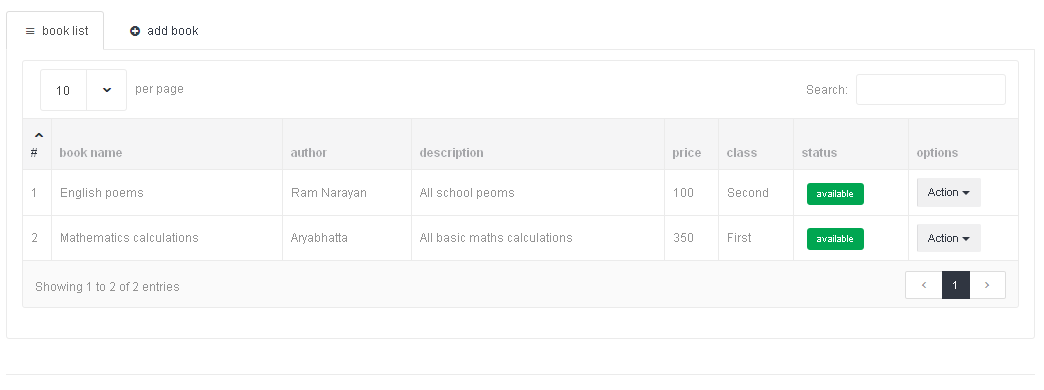 book list add book
10 per page Search:
# book name author description price class status options
1 English poems Ram Narayan All school peoms 100 Second available Action
2 Mathematics calculations Aryabhatta All basic maths calculations 350 First available Action
Showing 1 to 2 of 2 entries 1